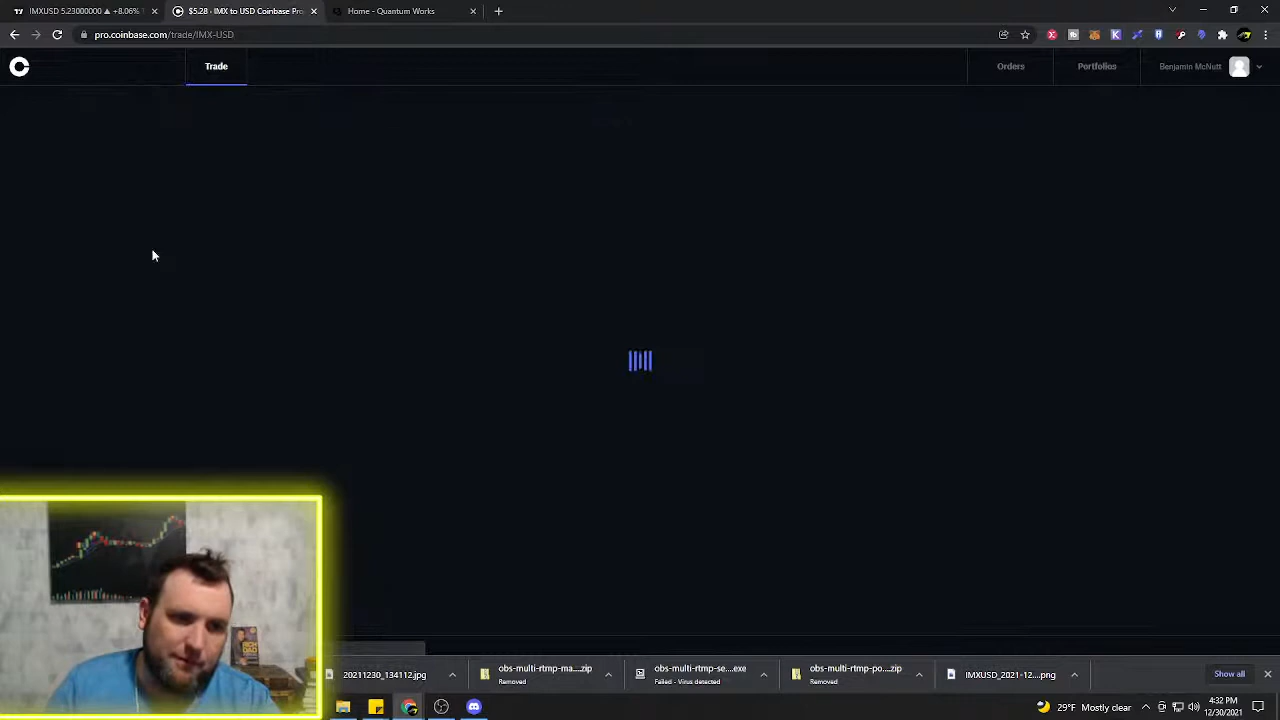 IMXUSD 5.23000000 ▲ +8.06%
$5.28 - IMX to USD Coinbase Pro
Home - Quantum Works
pro.coinbase.com/trade/IMX-USD
Trade
Orders
Portfolios
Benjamin McNutt
RICH
DAD
20211230_134112.jpg
obs-multi-rtmp-ma....zip
Removed
obs-multi-rtmp-se....exe
Failed - Virus detected
obs-multi-rtmp-po....zip
Removed
IMXUSD_2021-12....png
Show all
29°F Mostly clear
4:32 PM
12/30/2021